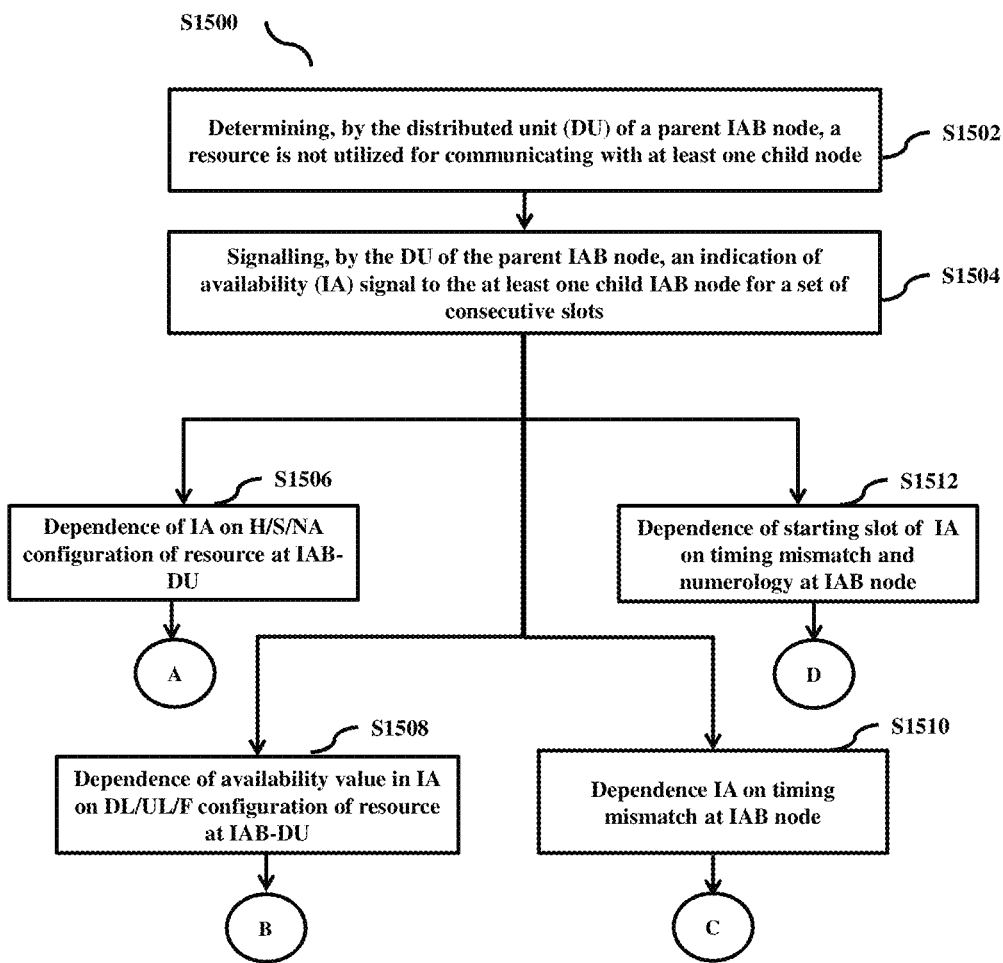 S1500
Determining, by the distributed unit (DU) of a parent IAB node, a
resource is not utilized for communicating with at least one child node
S1502
Signalling, by the DU of the parent IAB node, an indication of
availability (IA) signal to the at least one child IAB node for a set of
consecutive slots
S1504
S1506
Dependence of IA on H/S/NA
configuration of resource at IAB-
DU
A
S1512
Dependence of starting slot of IA
on timing mismatch and
numerology at IAB node
D
S1508
Dependence of availability value in IA
on DL/UL/F configuration of resource
at IAB-DU
B
S1510
Dependence IA on timing
mismatch at IAB node
C